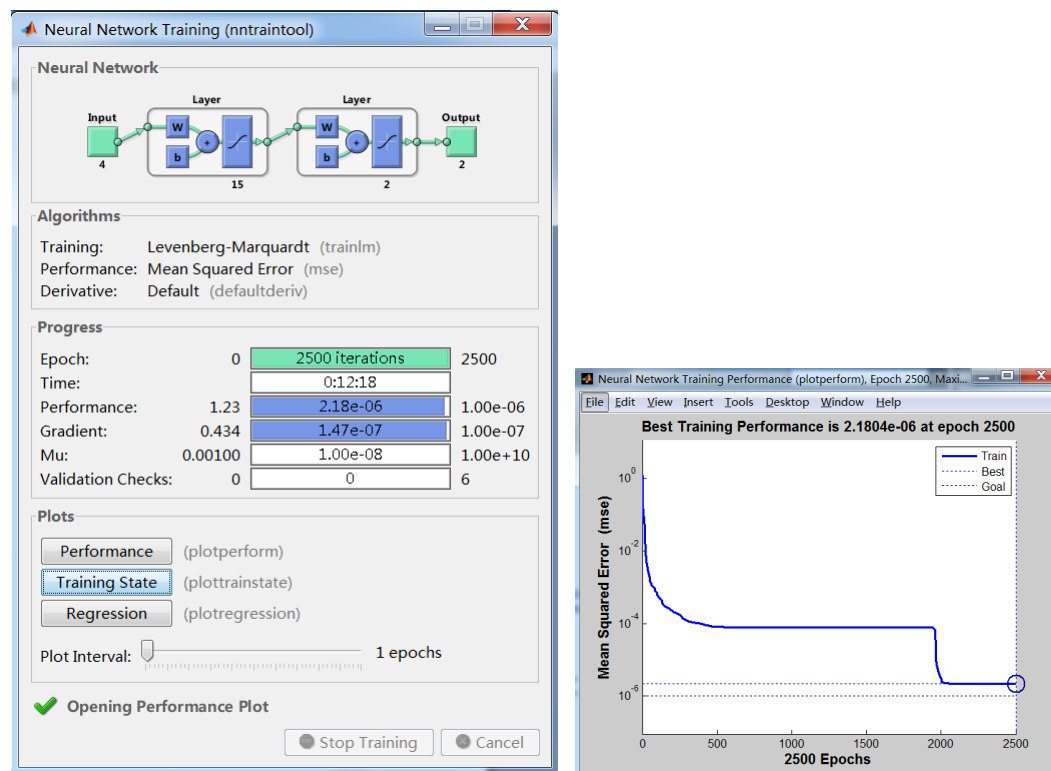 Neural Network Training (nntraintool)
Neural Network
Layer Layer
Input Output
W W
+ +
b b
4 2
15 2
Algorithms
Training: Levenberg-Marquardt (trainlm)
Performance: Mean Squared Error (mse)
Derivative: Default (defaultderiv)
Progress
Epoch: 0 2500 iterations 2500
Time: 0:12:18
Performance: 1.23 2.18e-06 1.00e-06
Gradient: 0.434 1.47e-07 1.00e-07
Mu: 0.00100 1.00e-08 1.00e+10
Validation Checks: 0 0 6
Plots
Performance (plotperform)
Training State (plottrainstate)
Regression (plotregression)
Plot Interval: 1 epochs
Opening Performance Plot
Stop Training Cancel
Neural Network Training Performance (plotperform), Epoch 2500, Maxi...
File Edit View Insert Tools Desktop Window Help
Best Training Performance is 2.1804e-06 at epoch 2500
Train
Best
Goal
Mean Squared Error (mse)
10^0
10^-2
10^-4
10^-6
0 500 1000 1500 2000 2500
2500 Epochs